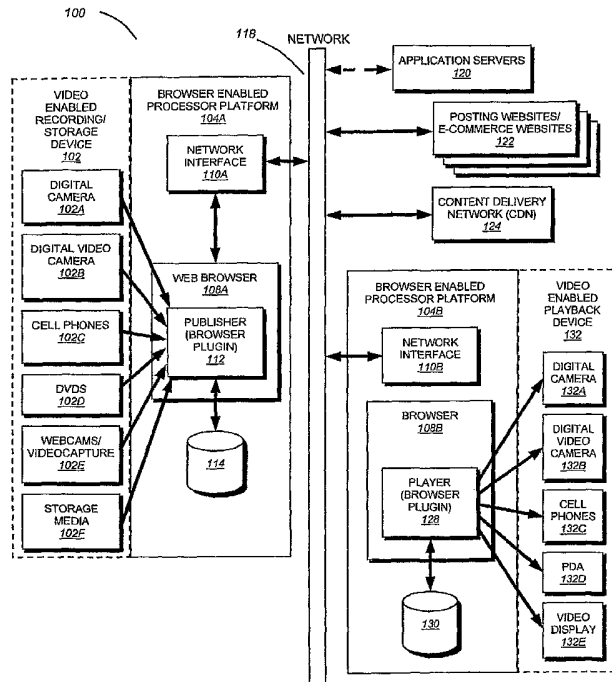 100
118
NETWORK
VIDEO
ENABLED
RECORDING/
STORAGE
DEVICE
102
DIGITAL
CAMERA
102A
DIGITAL VIDEO
CAMERA
102B
CELL PHONES
102C
DVDS
102D
WEBCAMS/
VIDEOCAPTURE
102E
STORAGE
MEDIA
102F
BROWSER ENABLED
PROCESSOR PLATFORM
104A
NETWORK
INTERFACE
110A
WEB BROWSER
108A
PUBLISHER
(BROWSER
PLUGIN)
112
114
APPLICATION SERVERS
120
POSTING WEBSITES/
E-COMMERCE WEBSITES
122
CONTENT DELIVERY
NETWORK (CDN)
124
BROWSER ENABLED
PROCESSOR PLATFORM
104B
NETWORK
INTERFACE
110B
BROWSER
108B
PLAYER
(BROWSER
PLUGIN)
128
130
VIDEO
ENABLED
PLAYBACK
DEVICE
132
DIGITAL
CAMERA
132A
DIGITAL
VIDEO
CAMERA
132B
CELL
PHONES
132C
PDA
132D
VIDEO
DISPLAY
132E